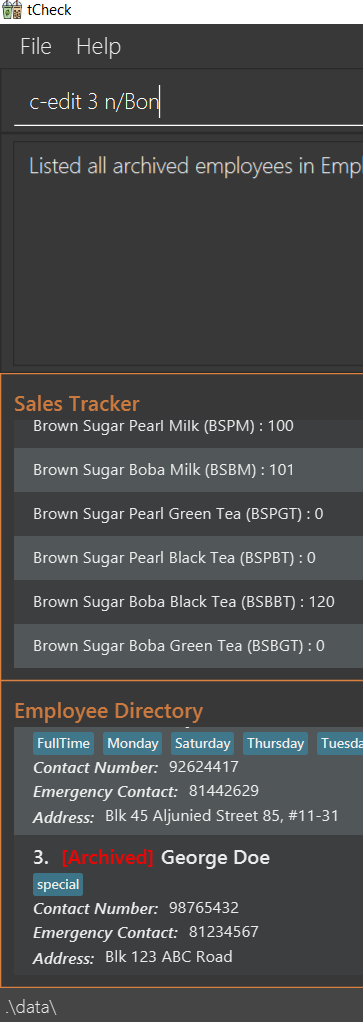 tCheck
File Help
c-edit 3 n/Bon
Listed all archived employees in Empl
Sales Tracker
Brown Sugar Pearl Milk (BSPM) : 100
Brown Sugar Boba Milk (BSBM) : 101
Brown Sugar Pearl Green Tea (BSPGT) : 0
Brown Sugar Pearl Black Tea (BSPBT) : 0
Brown Sugar Boba Black Tea (BSBBT) : 120
Brown Sugar Boba Green Tea (BSBGT) : 0
Employee Directory
FullTime Monday Saturday Thursday Tuesda
Contact Number: 92624417
Emergency Contact: 81442629
Address: Blk 45 Aljunied Street 85, #11-31
3. [Archived] George Doe
special
Contact Number: 98765432
Emergency Contact: 81234567
Address: Blk 123 ABC Road
.\data\